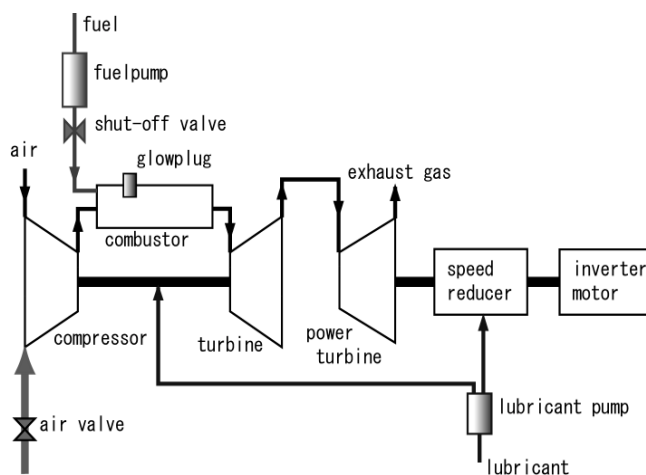 fuel
fuelpump
shut-off valve
glowplug
air
exhaust gas
combustor
speed
reducer
inverter
motor
compressor
turbine
power
turbine
lubricant pump
air valve
lubricant